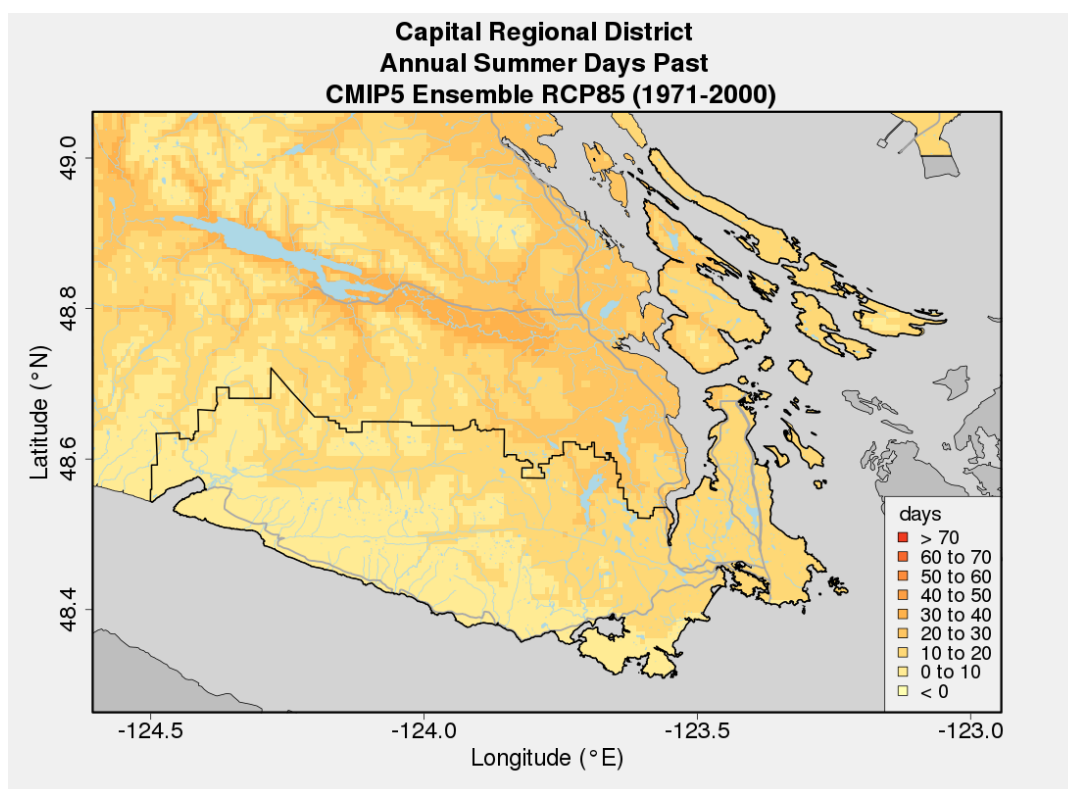 Capital Regional District
Annual Summer Days Past
CMIP5 Ensemble RCP85 (1971-2000)
49.0
48.8
48.6
48.4
Latitude (°N)
days
> 70
60 to 70
50 to 60
40 to 50
30 to 40
20 to 30
10 to 20
0 to 10
< 0
-124.5
-124.0
-123.5
-123.0
Longitude (°E)